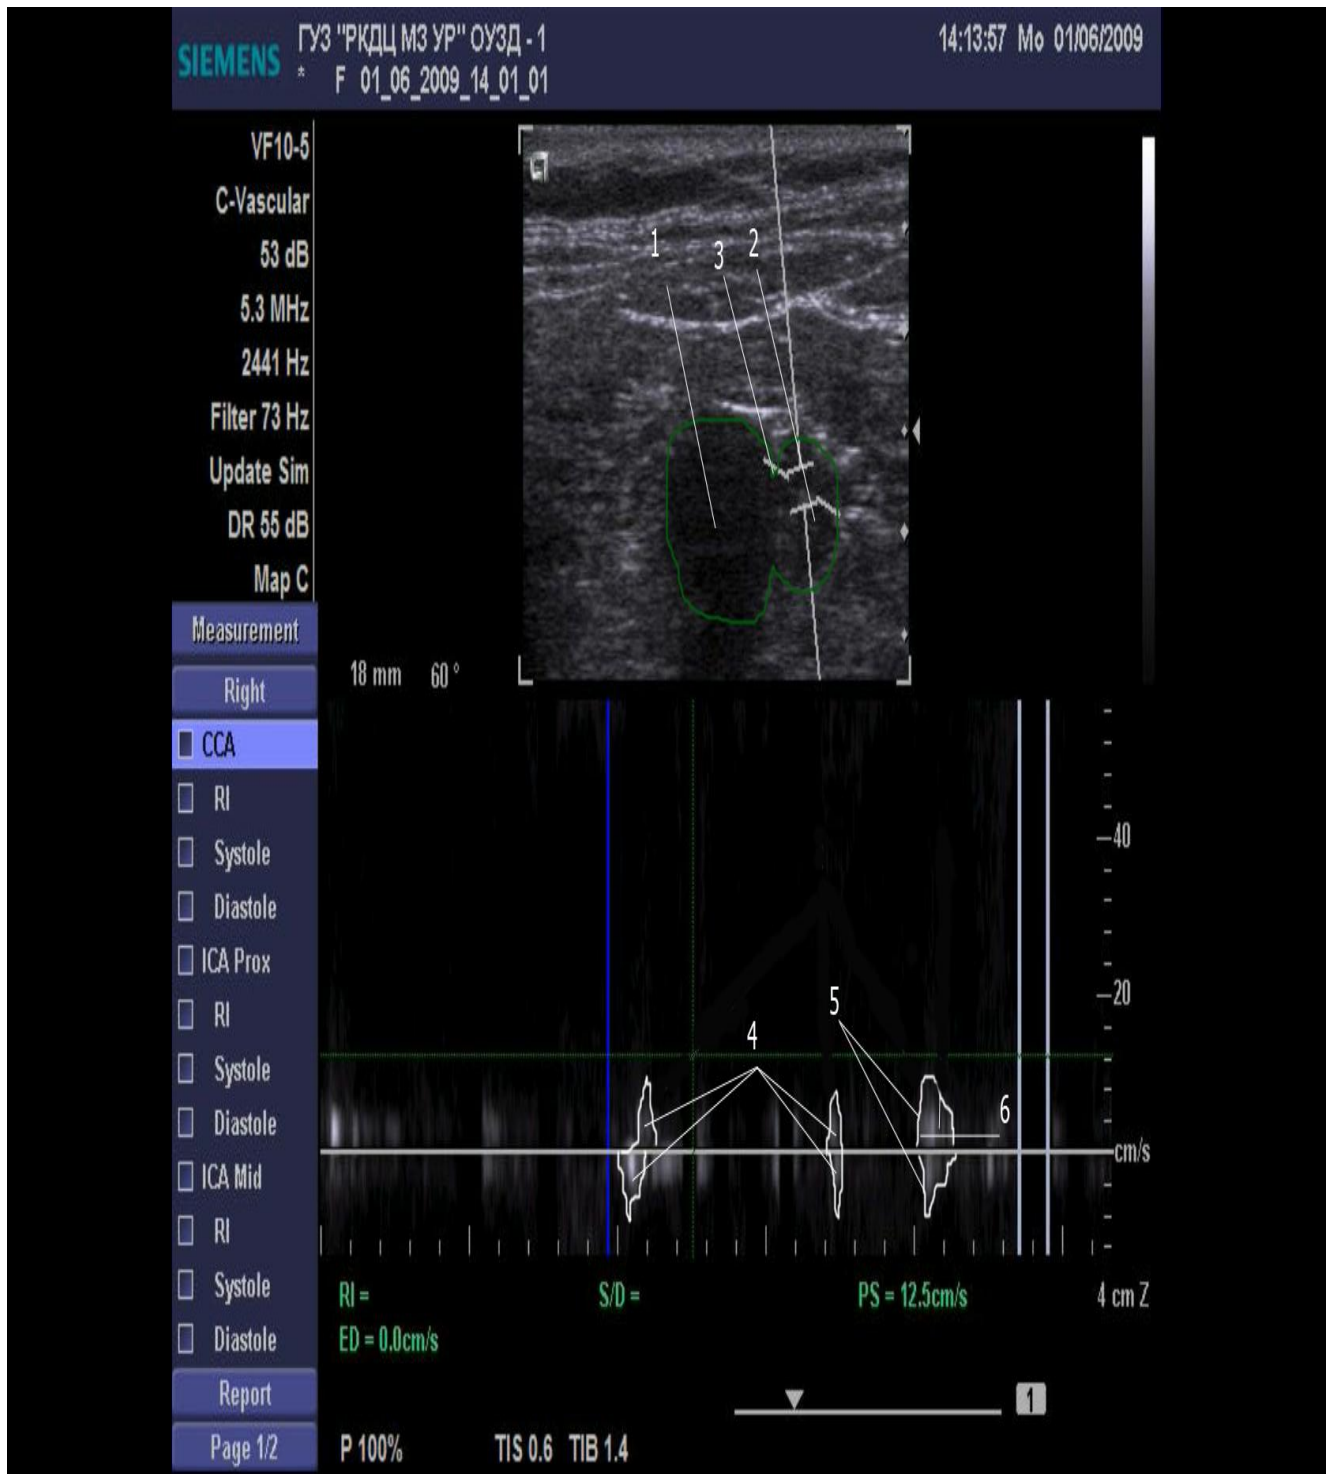 SIEMENS
ГУЗ "РКДЦ МЗ УР" ОУЗД - 1
14:13:57 Mo 01/06/2009
* F 01_06_2009_14_01_01
VF10-5
C-Vascular
53 dB
5.3 MHz
2441 Hz
Filter 73 Hz
Update Sim
DR 55 dB
Map C
1
3
2
Measurement
Right
18 mm 60 °
CCA
RI
Systole
Diastole
ICA Prox
RI
Systole
Diastole
ICA Mid
RI
Systole
Diastole
Report
Page 1/2
40
20
cm/s
4
5
6
RI =
S/D =
PS = 12.5cm/s
4 cm Z
ED = 0.0cm/s
1
P 100%
TIS 0.6 TIB 1.4